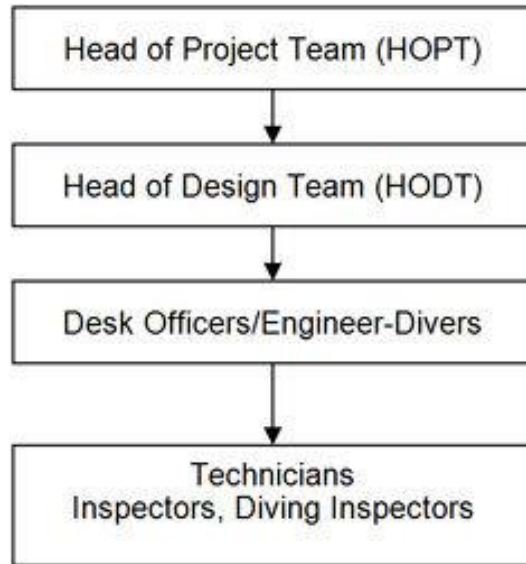 Head of Project Team (HOPT)
Head of Design Team (HODT)
Desk Officers/Engineer-Divers
Technicians
Inspectors, Diving Inspectors